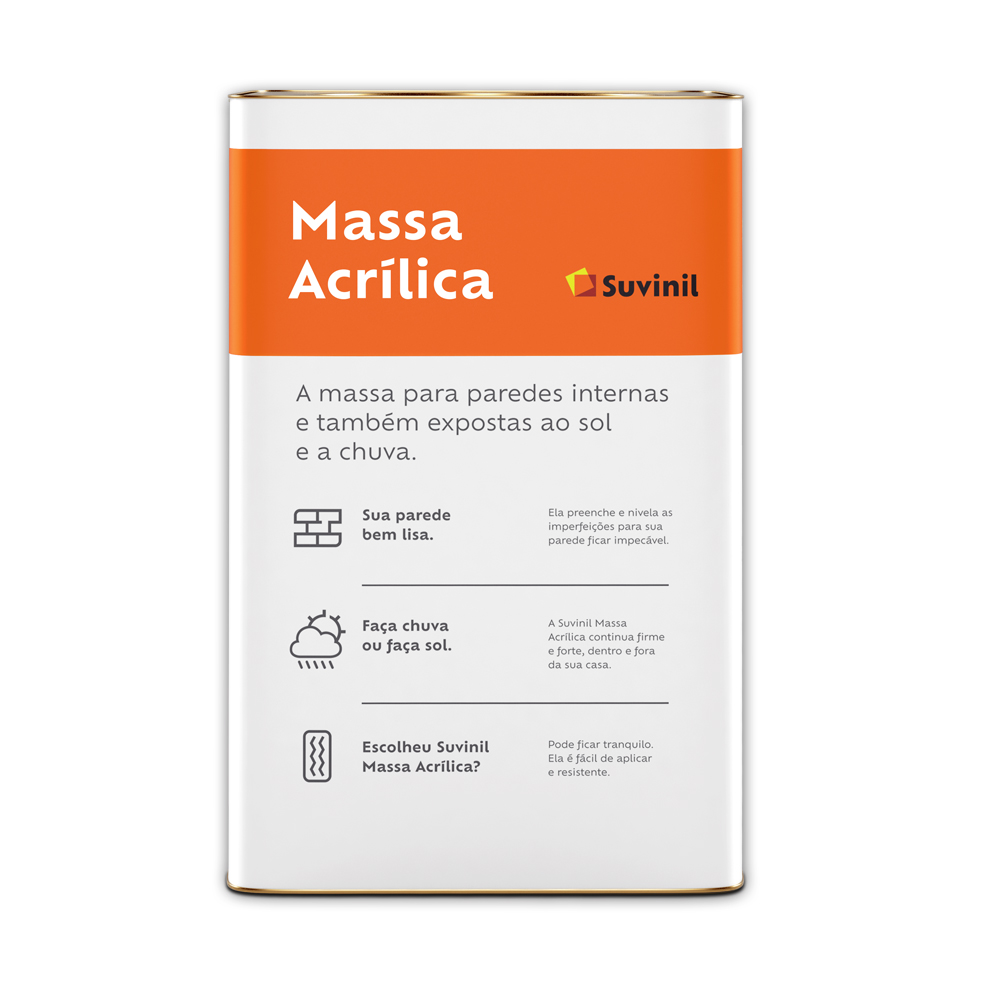 Massa
Acrílica
Suvinil
A massa para paredes internas
e também expostas ao sol
e a chuva.
Sua parede
bem lisa.
Ela preenche e nivela as
imperfeições para sua
parede ficar impecável.
Faça chuva
ou faça sol.
A Suvinil Massa
Acrílica continua firme
e forte, dentro e fora
da sua casa.
Escolheu Suvinil
Massa Acrílica?
Pode ficar tranquilo.
Ela é fácil de aplicar
e resistente.